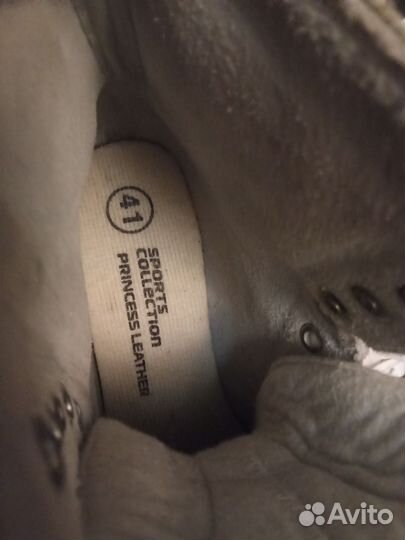 41
SPORTS
COLLECTION
PRINCESS LEATHER
Avito